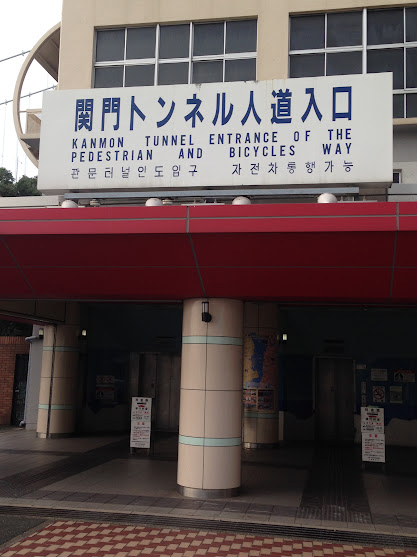 関門トンネル人道入口
KANMON TUNNEL ENTRANCE OF THE
PEDESTRIAN AND BICYCLES WAY
관문터널인도입구 자전차통행가능